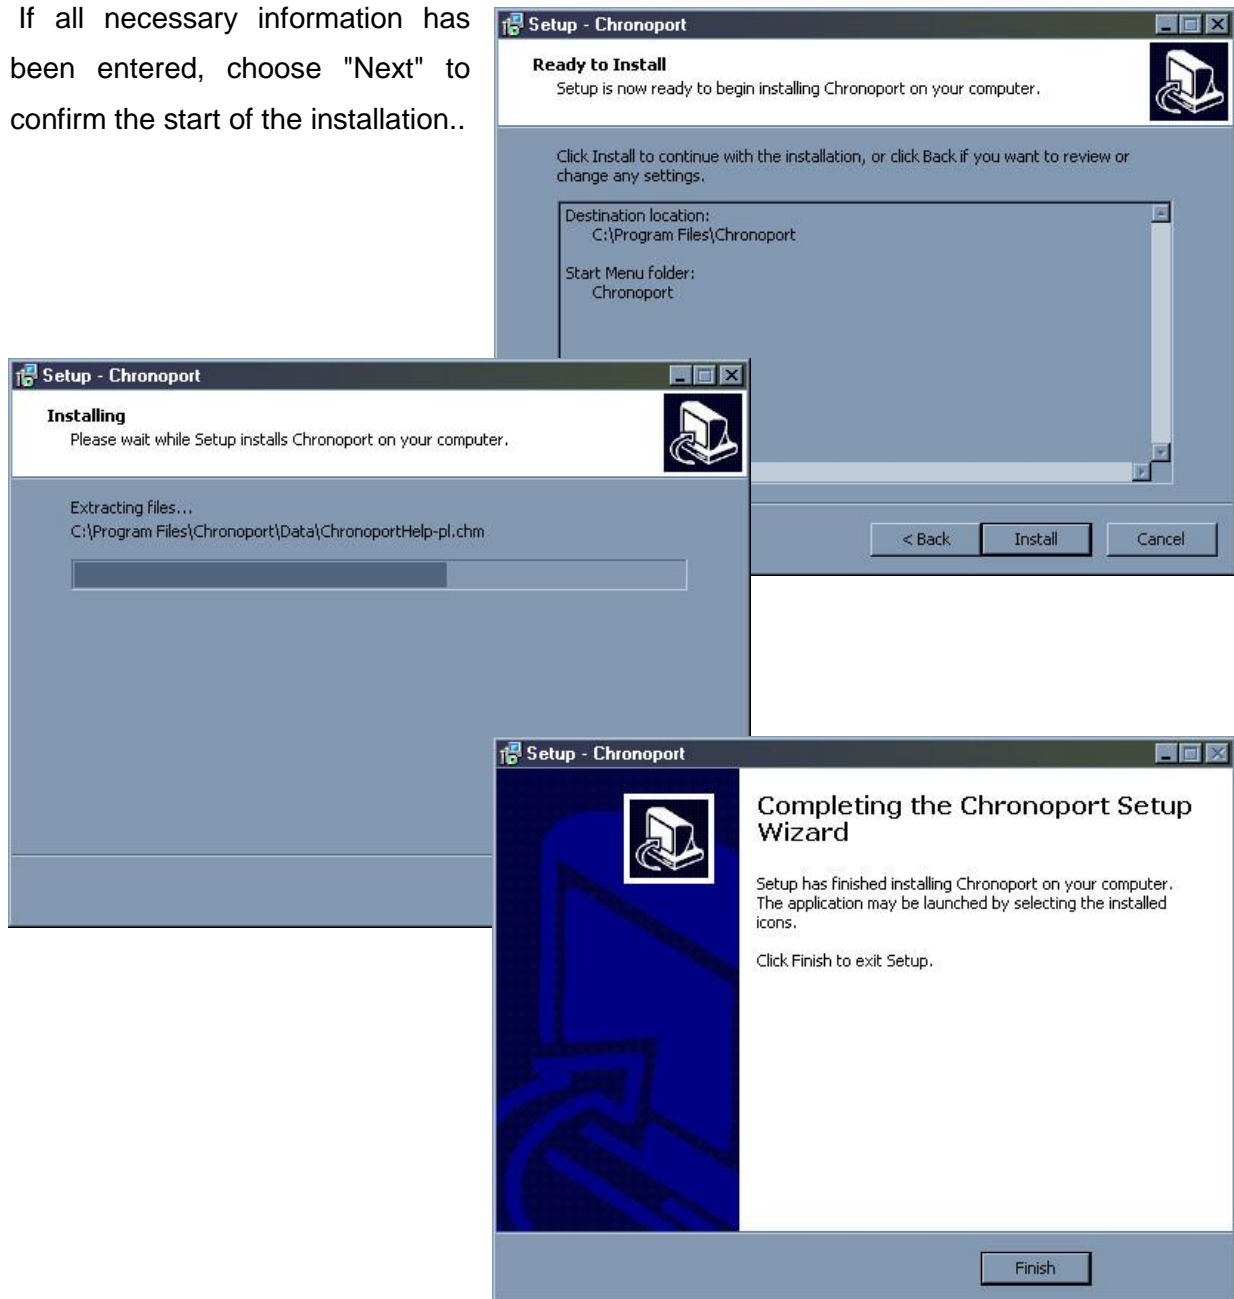 If all necessary information has
been entered, choose "Next" to
confirm the start of the installation..
Setup - Chronoport
Ready to Install
Setup is now ready to begin installing Chronoport on your computer.
Click Install to continue with the installation, or click Back if you want to review or
change any settings.
Destination location:
C:\Program Files\Chronoport
Start Menu folder:
Chronoport
< Back
Install
Cancel
Setup - Chronoport
Installing
Please wait while Setup installs Chronoport on your computer.
Extracting files...
C:\Program Files\Chronoport\Data\ChronoportHelp-pl.chm
Setup - Chronoport
Completing the Chronoport Setup
Wizard
Setup has finished installing Chronoport on your computer.
The application may be launched by selecting the installed
icons.
Click Finish to exit Setup.
Finish